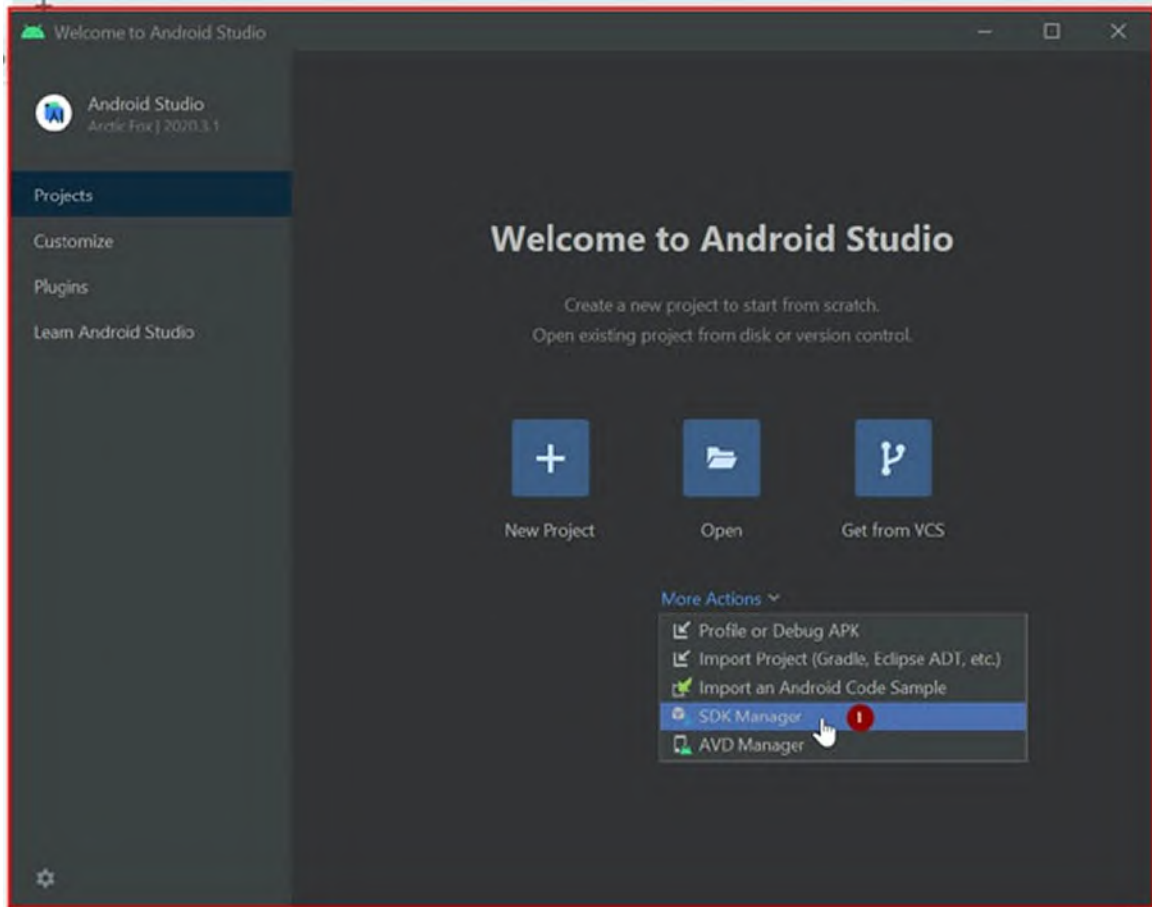 Welcome to Android Studio
Android Studio
Arctic Fox | 2020.3.1
Projects
Customize
Plugins
Learn Android Studio
Welcome to Android Studio
Create a new project to start from scratch.
Open existing project from disk or version control.
New Project
Open
Get from VCS
More Actions
Profile or Debug APK
Import Project (Gradle, Eclipse ADT, etc.)
Import an Android Code Sample
SDK Manager 1
AVD Manager